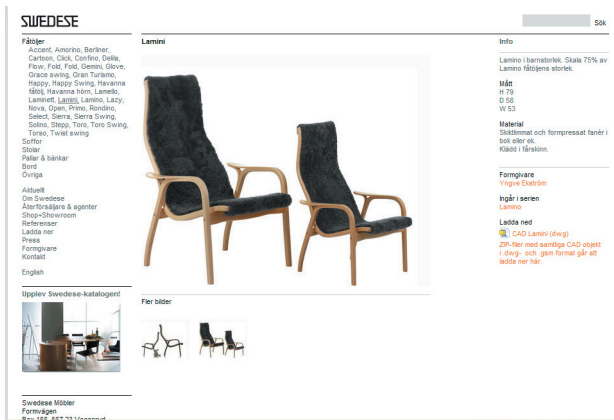 SWEDESE
Sök
Fåtöljer
Accent, Amorino, Berliner,
Cartoon, Click, Confino, Delila,
Flow, Fold, Fold, Gemini, Glove,
Grace swing, Gran Turismo,
Happy, Happy Swing, Havanna
fåtölj, Havanna hörn, Lamello,
Laminett, Lamini, Lamino, Lazy,
Nova, Open, Primo, Rondino,
Select, Sierra, Sierra Swing,
Solino, Stepp, Toro, Toro Swing,
Torso, Twist swing
Soffor
Stolar
Pallar & bänkar
Bord
Övriga
Aktuellt
Om Swedese
Återförsäljare & agenter
Shop+Showroom
Referenser
Ladda ner
Press
Formgivare
Kontakt
English
Upplev Swedese-katalogen!
Swedese Möbler
Formvägen
Lamini
Fler bilder
Info
Lamino i barnstorlek. Skala 75% av
Lamino fåtöljens storlek.
Mått
H 79
D 58
W 53
Material
Skiktlimmat och formpressat fanér i
bok eller ek.
Klädd i fårskinn.
Formgivare
Yngve Ekström
Ingår i serien
Lamino
Ladda ned
CAD Lamini (dwg)
ZIP-filer med samtliga CAD objekt
i .dwg- och .gsm format går att
ladda ner här.